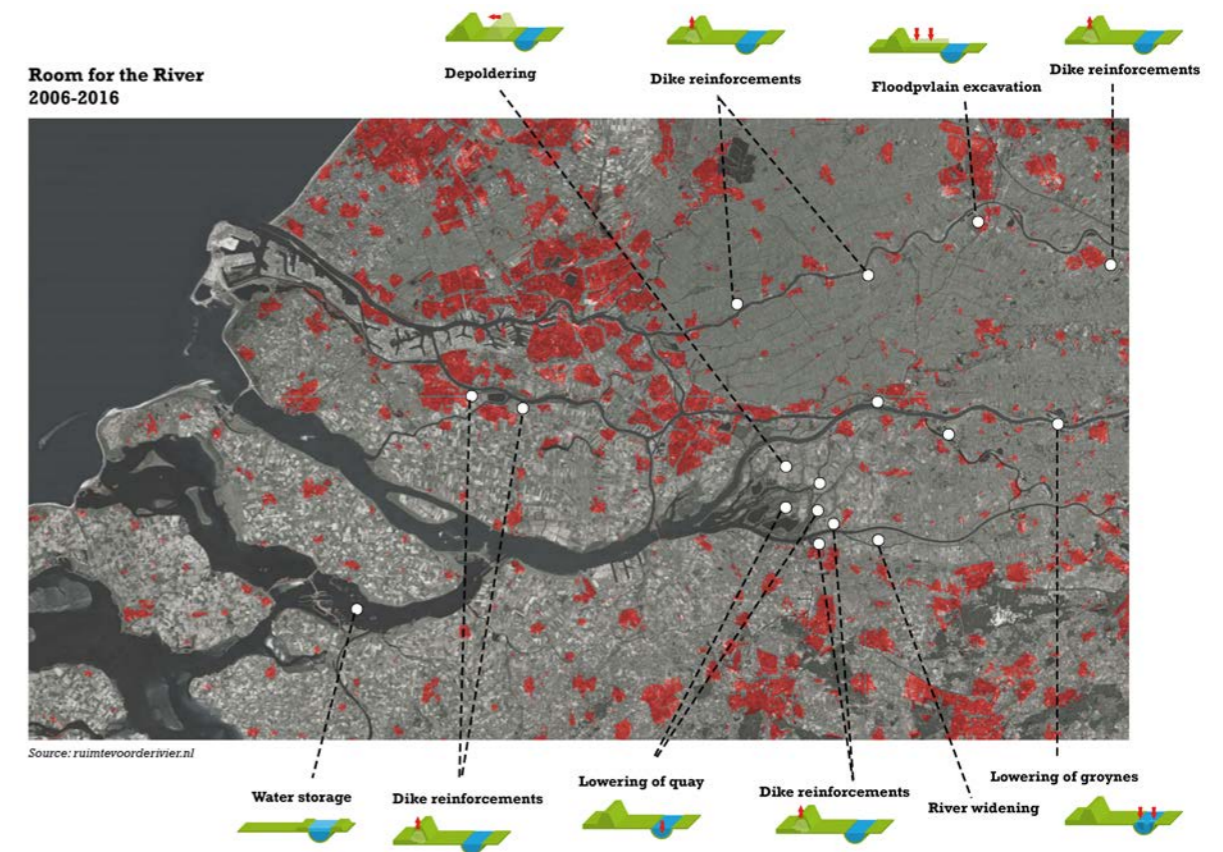 Room for the River
2006-2016
Depoldering
Dike reinforcements
Floodpvlain excavation
Dike reinforcements
Source: ruimtevoorderivier.nl
Water storage
Dike reinforcements
Lowering of quay
Dike reinforcements
River widening
Lowering of groynes